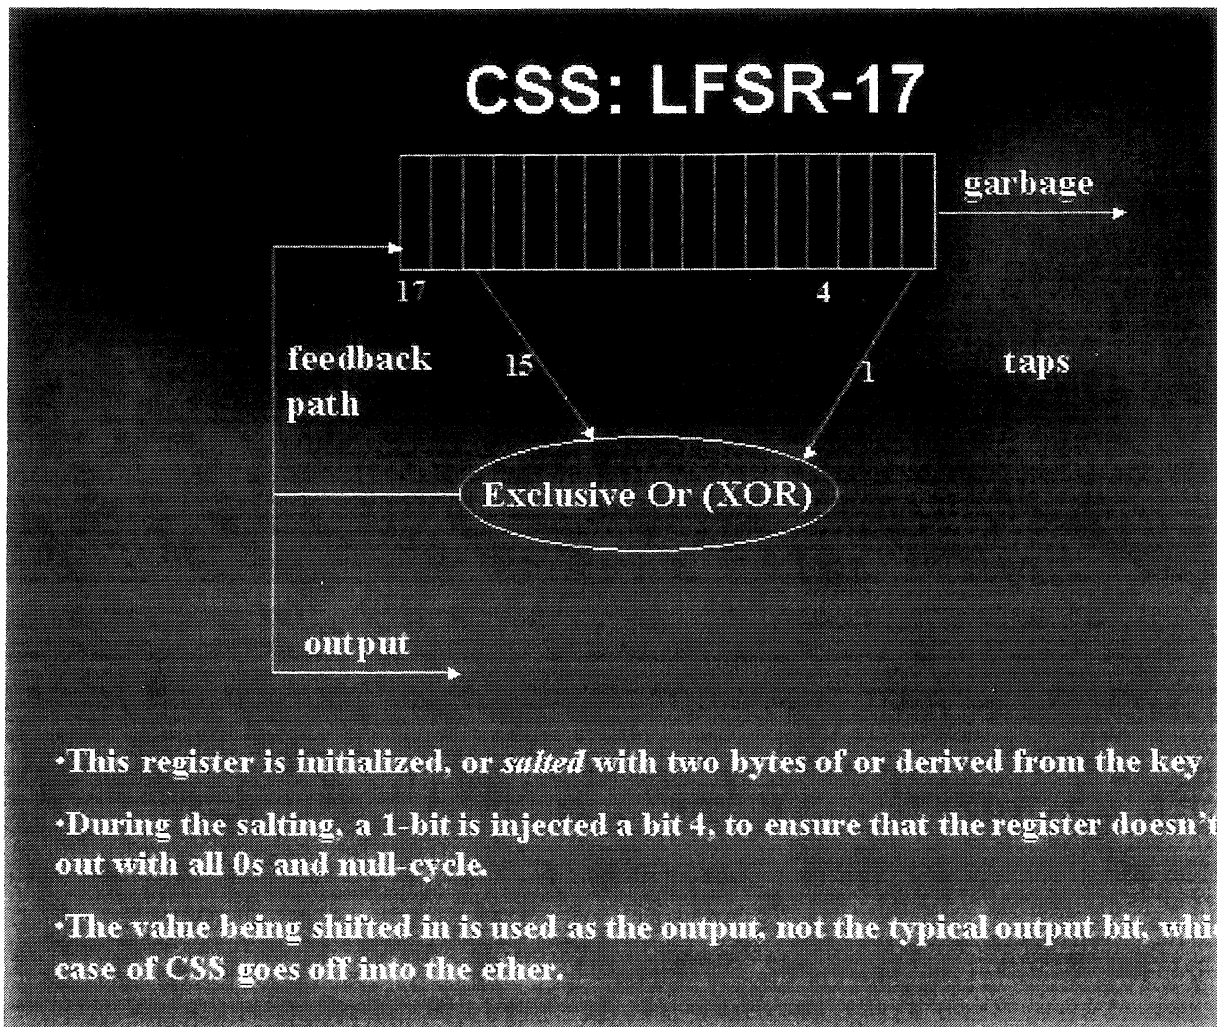 CSS: LFSR-17
garbage
17
4
feedback
path
15
1
taps
Exclusive Or (XOR)
output
•This register is initialized, or salted with two bytes of or derived from the key
•During the salting, a 1-bit is injected a bit 4, to ensure that the register doesn't
out with all 0s and null-cycle.
•The value being shifted in is used as the output, not the typical output bit,
case of CSS goes off into the ether.